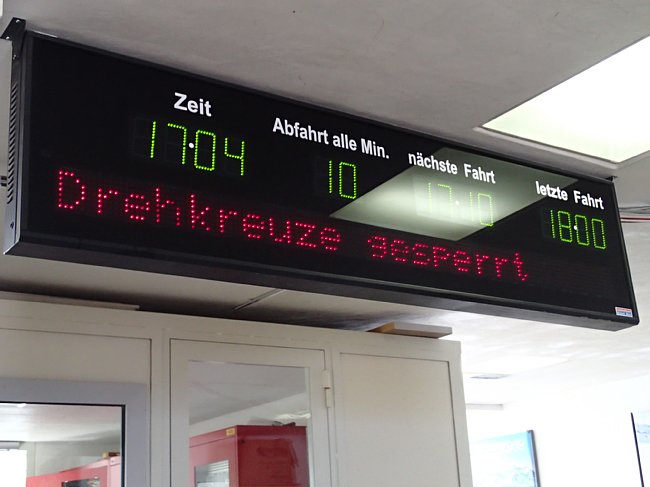 Zeit Abfahrt alle Min. nächste Fahrt letzte Fahrt
17:04 10 17:10 18:00
Drehkreuze gesperrt